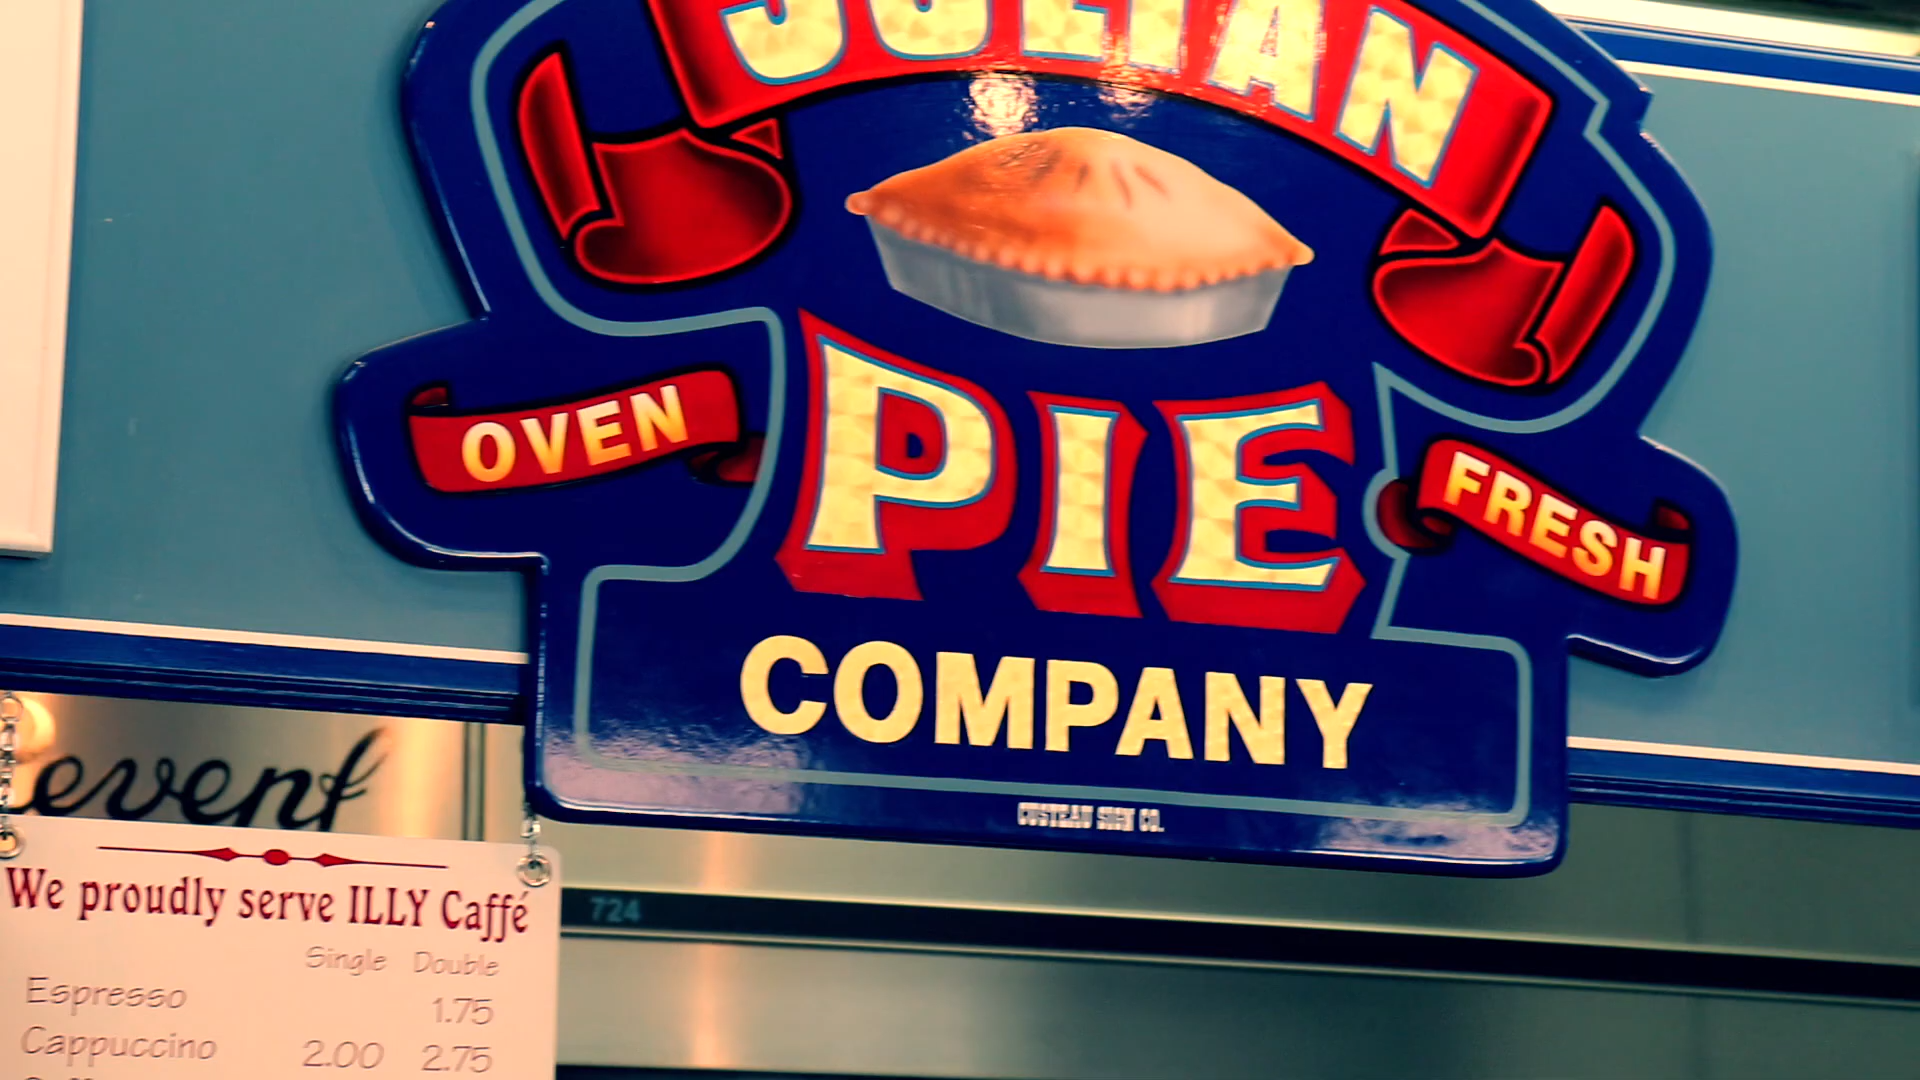 JULIAN
OVEN
PIE
FRESH
COMPANY
COSTEAU SIGN CO.
event
724
We proudly serve ILLY Caffé
Single Double
Espresso 1.75
Cappuccino 2.00 2.75